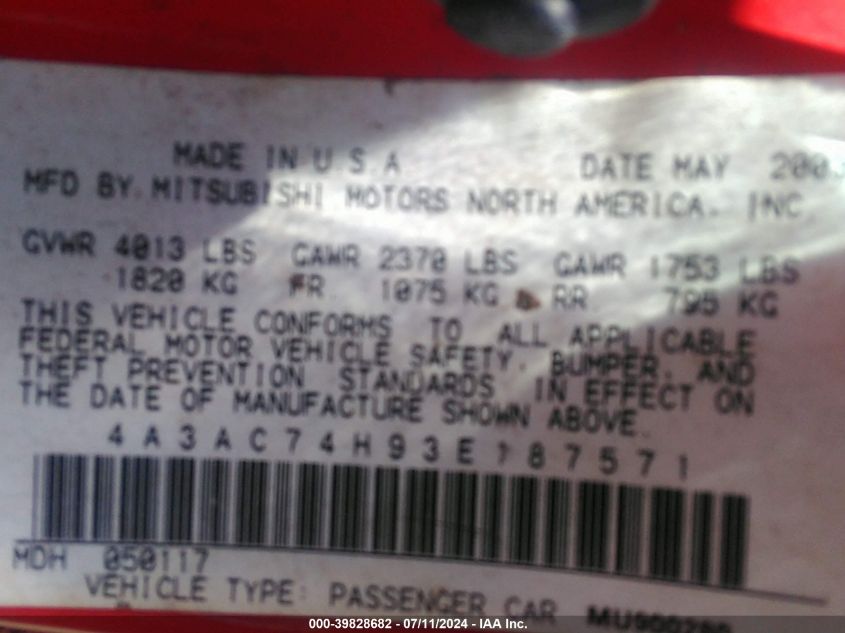 MADE IN U.S.A DATE MAY
MFD BY MITSUBISHI MOTORS NORTH AMERICA, INC
GVWR 4013 LBS GAWR 2370 LBS GAWR 1753 LBS
1820 KG FR 1075 KG RR 795 KG
THIS VEHICLE CONFORMS TO ALL APPLICABLE
FEDERAL MOTOR VEHICLE SAFETY, BUMPER, AND
THEFT PREVENTION STANDARDS IN EFFECT ON
THE DATE OF MANUFACTURE SHOWN ABOVE.
4A3AC74H93E187571
MDH 050117
VEHICLE TYPE: PASSENGER CAR
000-39828682 - 07/11/2024 - IAA Inc.